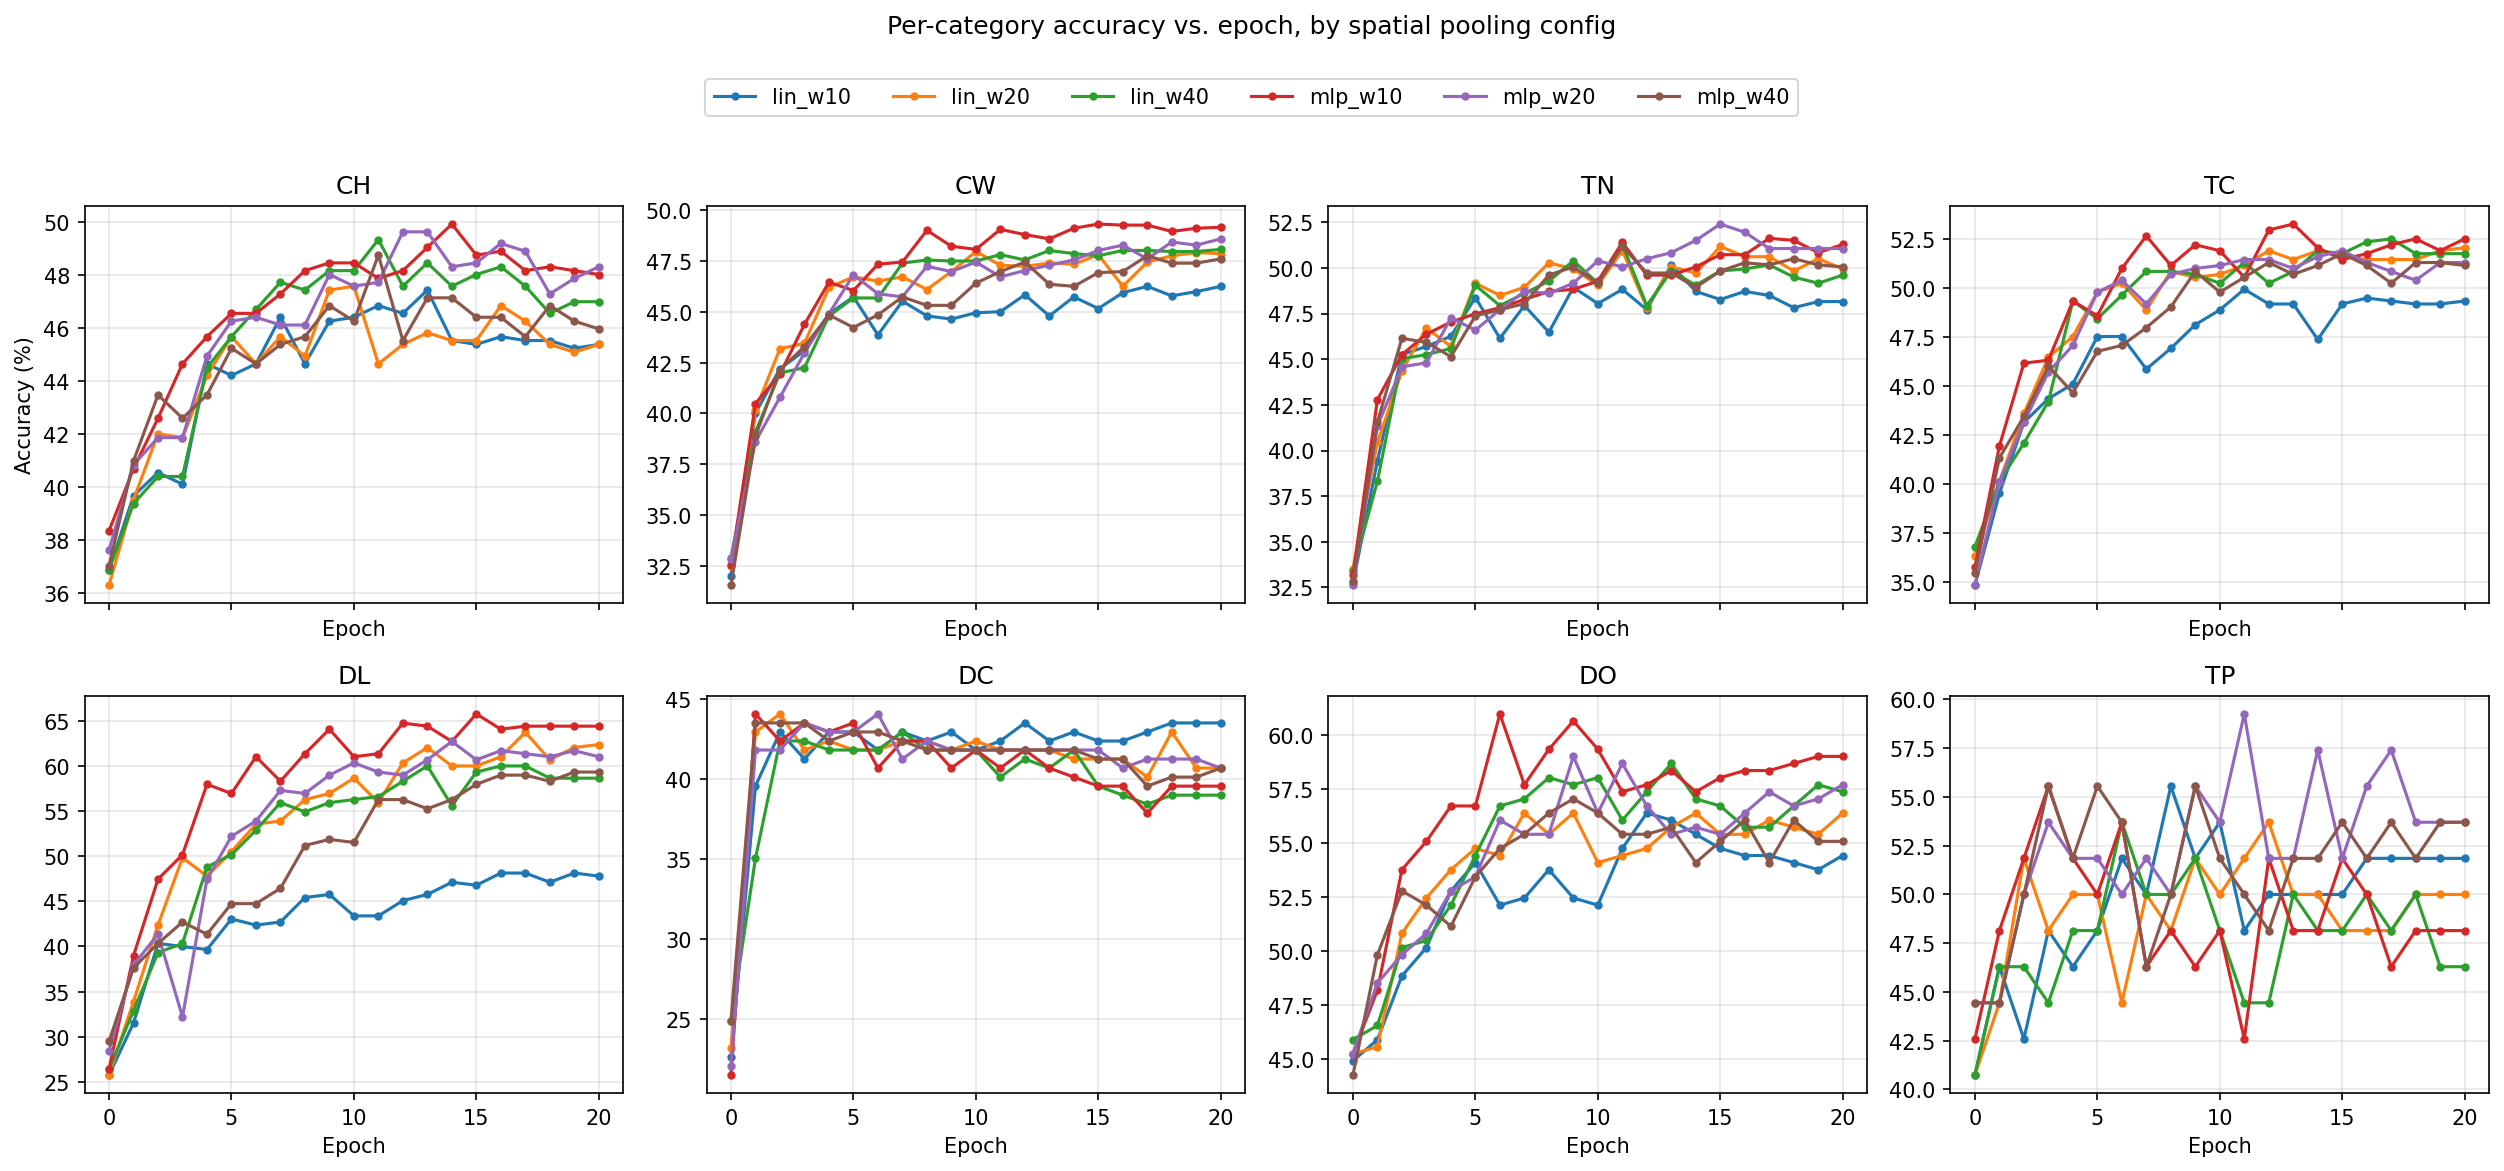 Per-category accuracy vs. epoch, by spatial pooling config
lin_w10 lin_w20 lin_w40 mlp_w10 mlp_w20 mlp_w40
CH
Accuracy (%)
50
48
46
44
42
40
38
36
Epoch
CW
50.0
47.5
45.0
42.5
40.0
37.5
35.0
32.5
Epoch
TN
52.5
50.0
47.5
45.0
42.5
40.0
37.5
35.0
32.5
Epoch
TC
52.5
50.0
47.5
45.0
42.5
40.0
37.5
35.0
Epoch
DL
65
60
55
50
45
40
35
30
25
0 5 10 15 20
Epoch
DC
45
40
35
30
25
0 5 10 15 20
Epoch
DO
60.0
57.5
55.0
52.5
50.0
47.5
45.0
0 5 10 15 20
Epoch
TP
60.0
57.5
55.0
52.5
50.0
47.5
45.0
42.5
40.0
0 5 10 15 20
Epoch